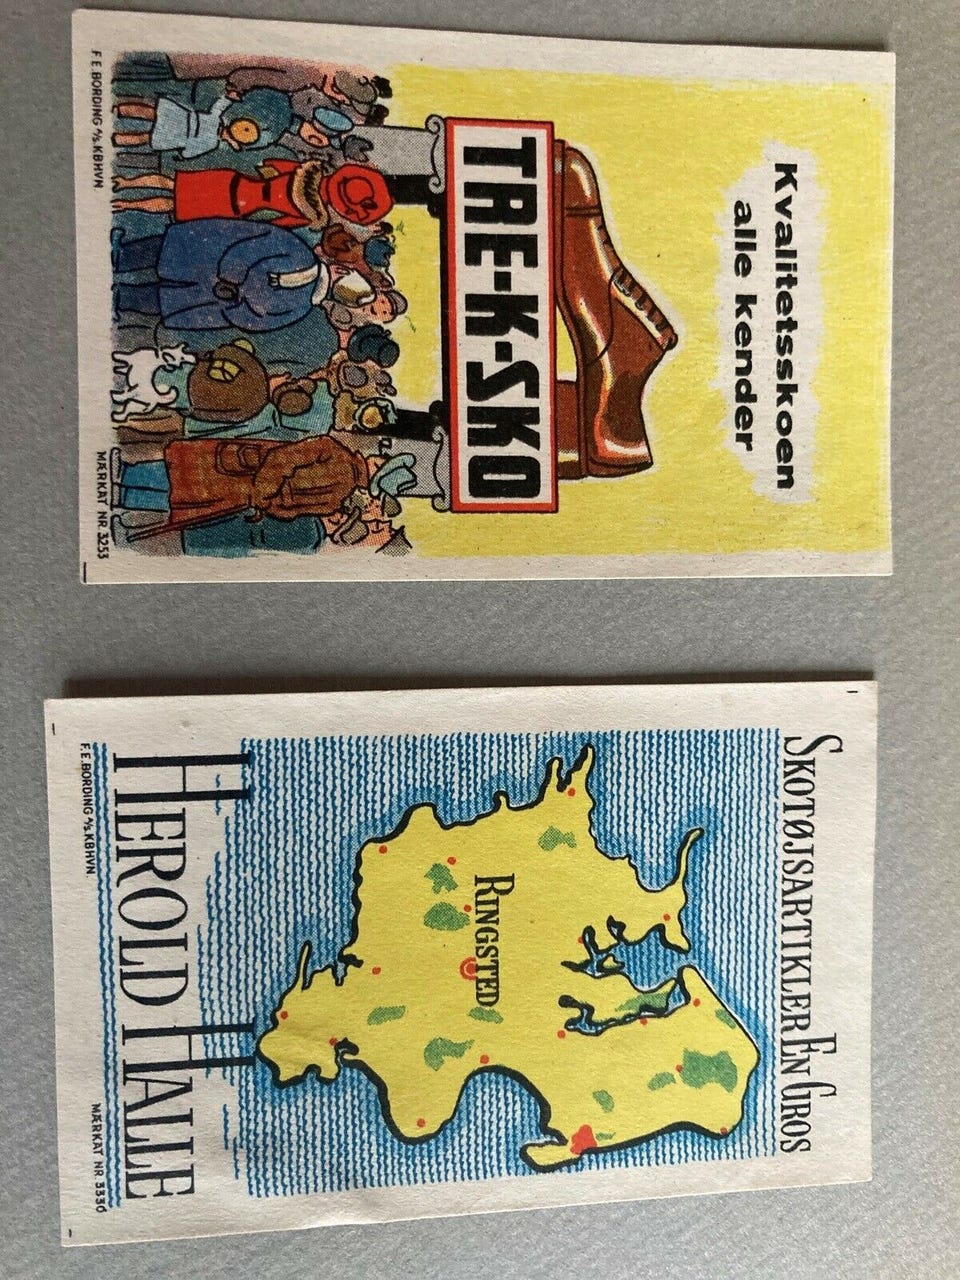 Kvalitetsskoen
alle kender
TRE-K-SKO
F. E. BORDING A/S. KBHVN
MÆRKAT NR. 3253
SKOTØJSARTIKLER EN GROS
RINGSTED
HEROLD HALLE
F. E. BORDING A/S. KBHVN.
MÆRKAT NR 3330